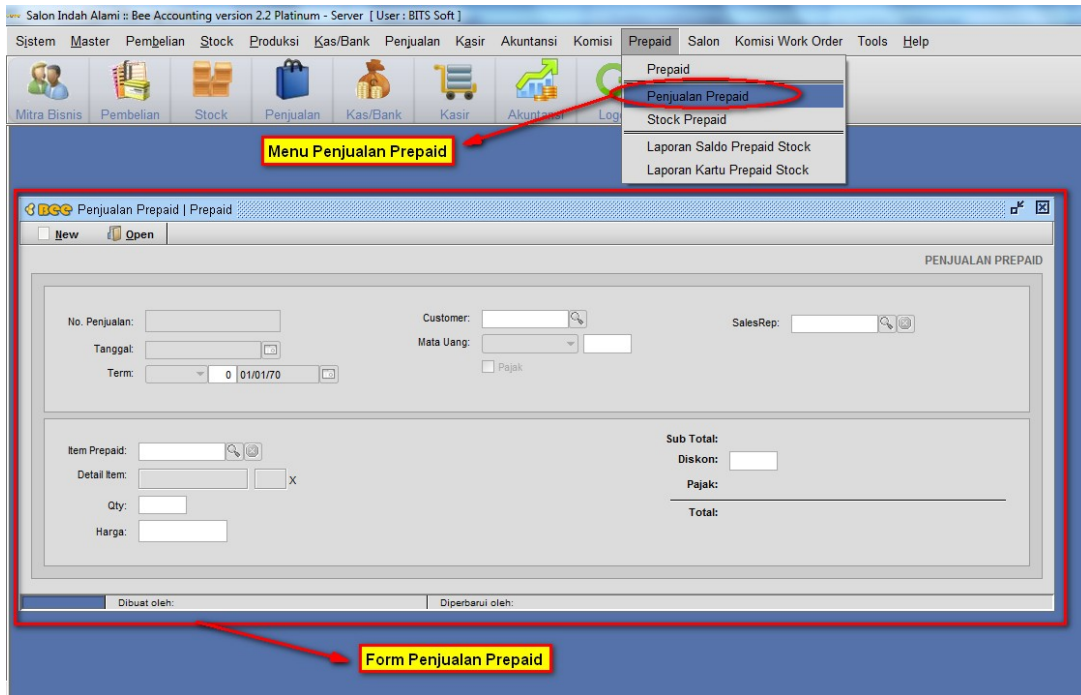 Salon Indah Alami :: Bee Accounting version 2.2 Platinum - Server [ User : BITS Soft ]
Sistem Master Pembelian Stock Produksi Kas/Bank Penjualan Kasir Akuntansi Komisi Prepaid Salon Komisi Work Order Tools Help
Mitra Bisnis Pembelian Stock Penjualan Kas/Bank Kasir Akuntansi
Prepaid
Penjualan Prepaid
Stock Prepaid
Laporan Saldo Prepaid Stock
Laporan Kartu Prepaid Stock
Menu Penjualan Prepaid
Bee Penjualan Prepaid | Prepaid
New Open
PENJUALAN PREPAID
No. Penjualan: Customer: SalesRep:
Tanggal: Mata Uang:
Term: 0 01/01/70 Pajak
Item Prepaid: Sub Total:
Detail Item: X Diskon:
Qty: Pajak:
Harga: Total:
Dibuat oleh: Diperbarui oleh:
Form Penjualan Prepaid